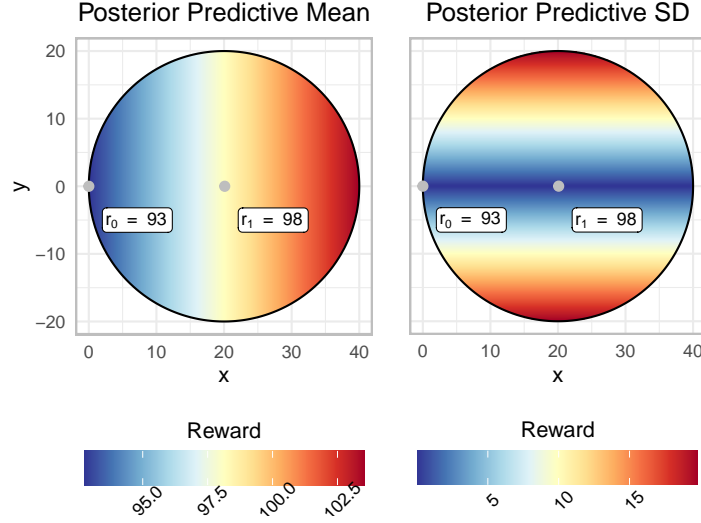 Posterior Predictive Mean
20
10
0
−10
−20
y
r0 = 93
r1 = 98
0 10 20 30 40
x
Reward
95.0 97.5 100.0 102.5
Posterior Predictive SD
r0 = 93
r1 = 98
0 10 20 30 40
x
Reward
5 10 15